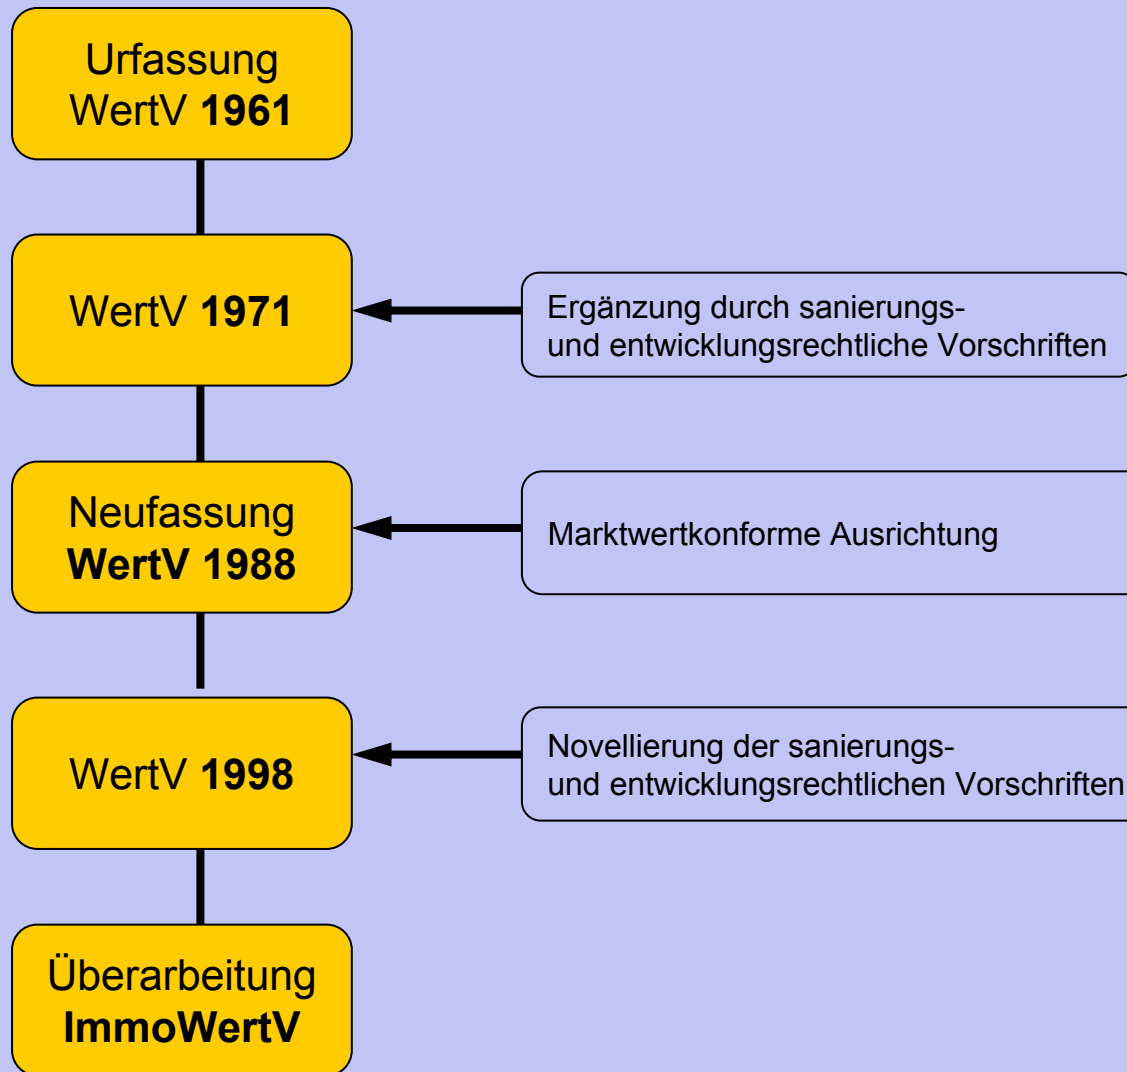 Urfassung
WertV 1961
WertV 1971
Ergänzung durch sanierungs-
und entwicklungsrechtliche Vorschriften
Neufassung
WertV 1988
Marktwertkonforme Ausrichtung
WertV 1998
Novellierung der sanierungs-
und entwicklungsrechtlichen Vorschriften
Überarbeitung
ImmoWertV